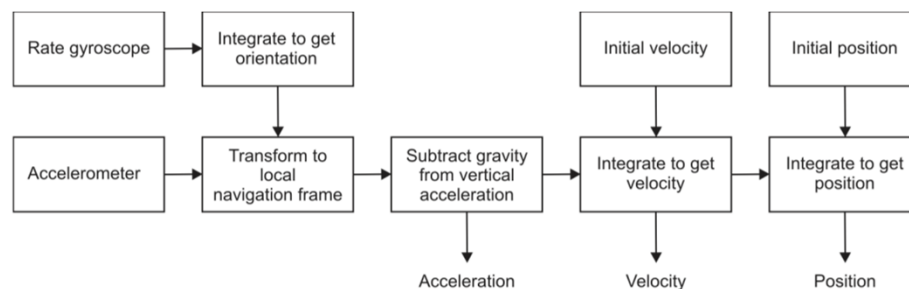 Rate gyroscope
Integrate to get
orientation
Initial velocity
Initial position
Accelerometer
Transform to
local
navigation frame
Subtract gravity
from vertical
acceleration
Integrate to get
velocity
Integrate to get
position
Acceleration
Velocity
Position